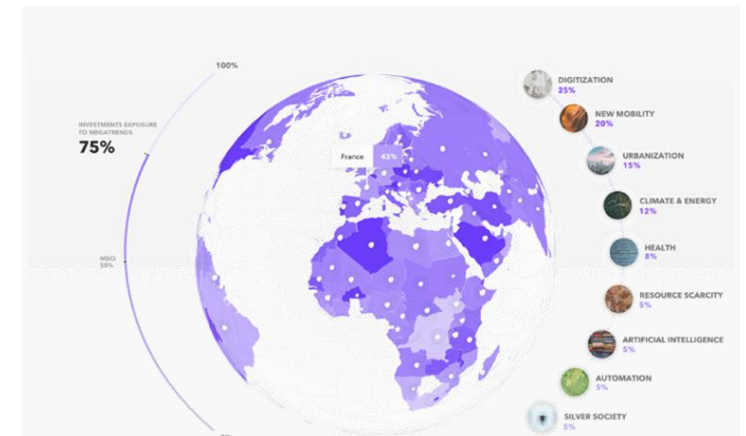 100%
INVESTMENTS EXPOSURE
TO MEGATRENDS
75%
MSCI
50%
France 43%
DIGITIZATION
25%
NEW MOBILITY
20%
URBANIZATION
15%
CLIMATE & ENERGY
12%
HEALTH
8%
RESOURCE SCARCITY
5%
ARTIFICIAL INTELLIGENCE
5%
AUTOMATION
5%
SILVER SOCIETY
5%